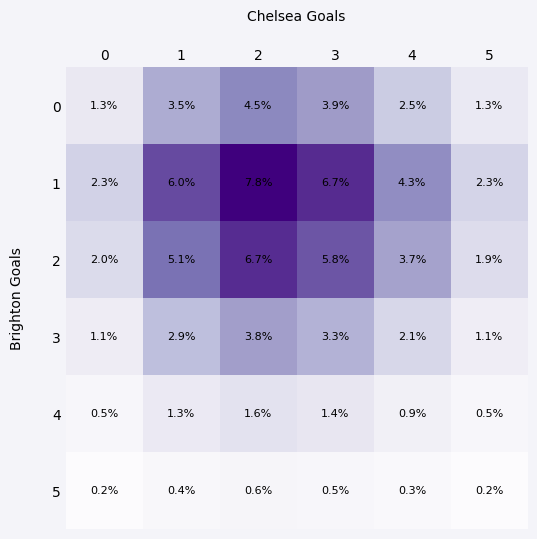 Chelsea Goals
0 1 2 3 4 5
0 1.3% 3.5% 4.5% 3.9% 2.5% 1.3%
1 2.3% 6.0% 7.8% 6.7% 4.3% 2.3%
2 2.0% 5.1% 6.7% 5.8% 3.7% 1.9%
3 1.1% 2.9% 3.8% 3.3% 2.1% 1.1%
4 0.5% 1.3% 1.6% 1.4% 0.9% 0.5%
5 0.2% 0.4% 0.6% 0.5% 0.3% 0.2%
Brighton Goals